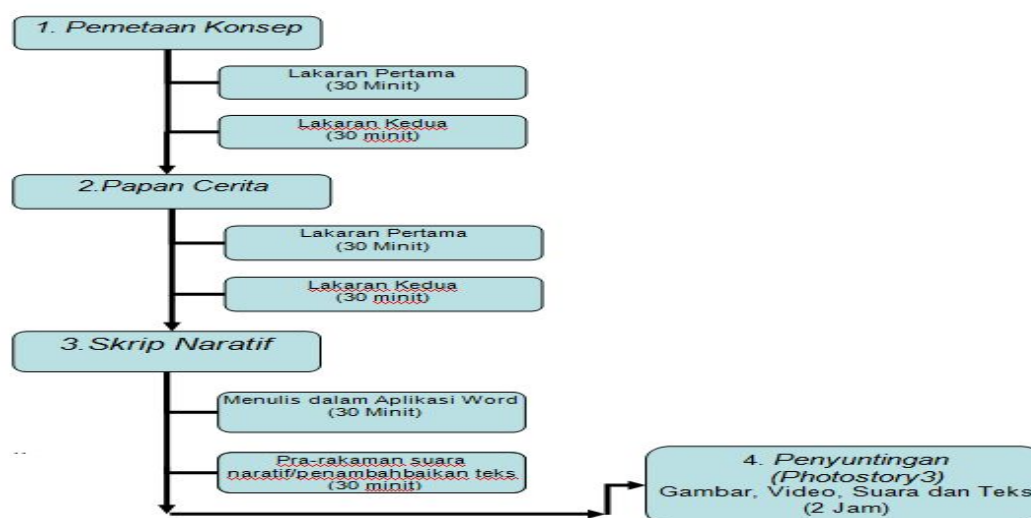 1. Pemetaan Konsep
Lakaran Pertama
(30 Minit)
Lakaran Kedua
(30 minit)
2.Papan Cerita
Lakaran Pertama
(30 Minit)
Lakaran Kedua
(30 minit)
3.Skrip Naratif
Menulis dalam Aplikasi Word
(30 Minit)
Pra-rakaman suara
naratif/penambahbaikan teks
(30 minit)
4. Penyuntingan
(Photostory3)
Gambar, Video, Suara dan Teks
(2 Jam)